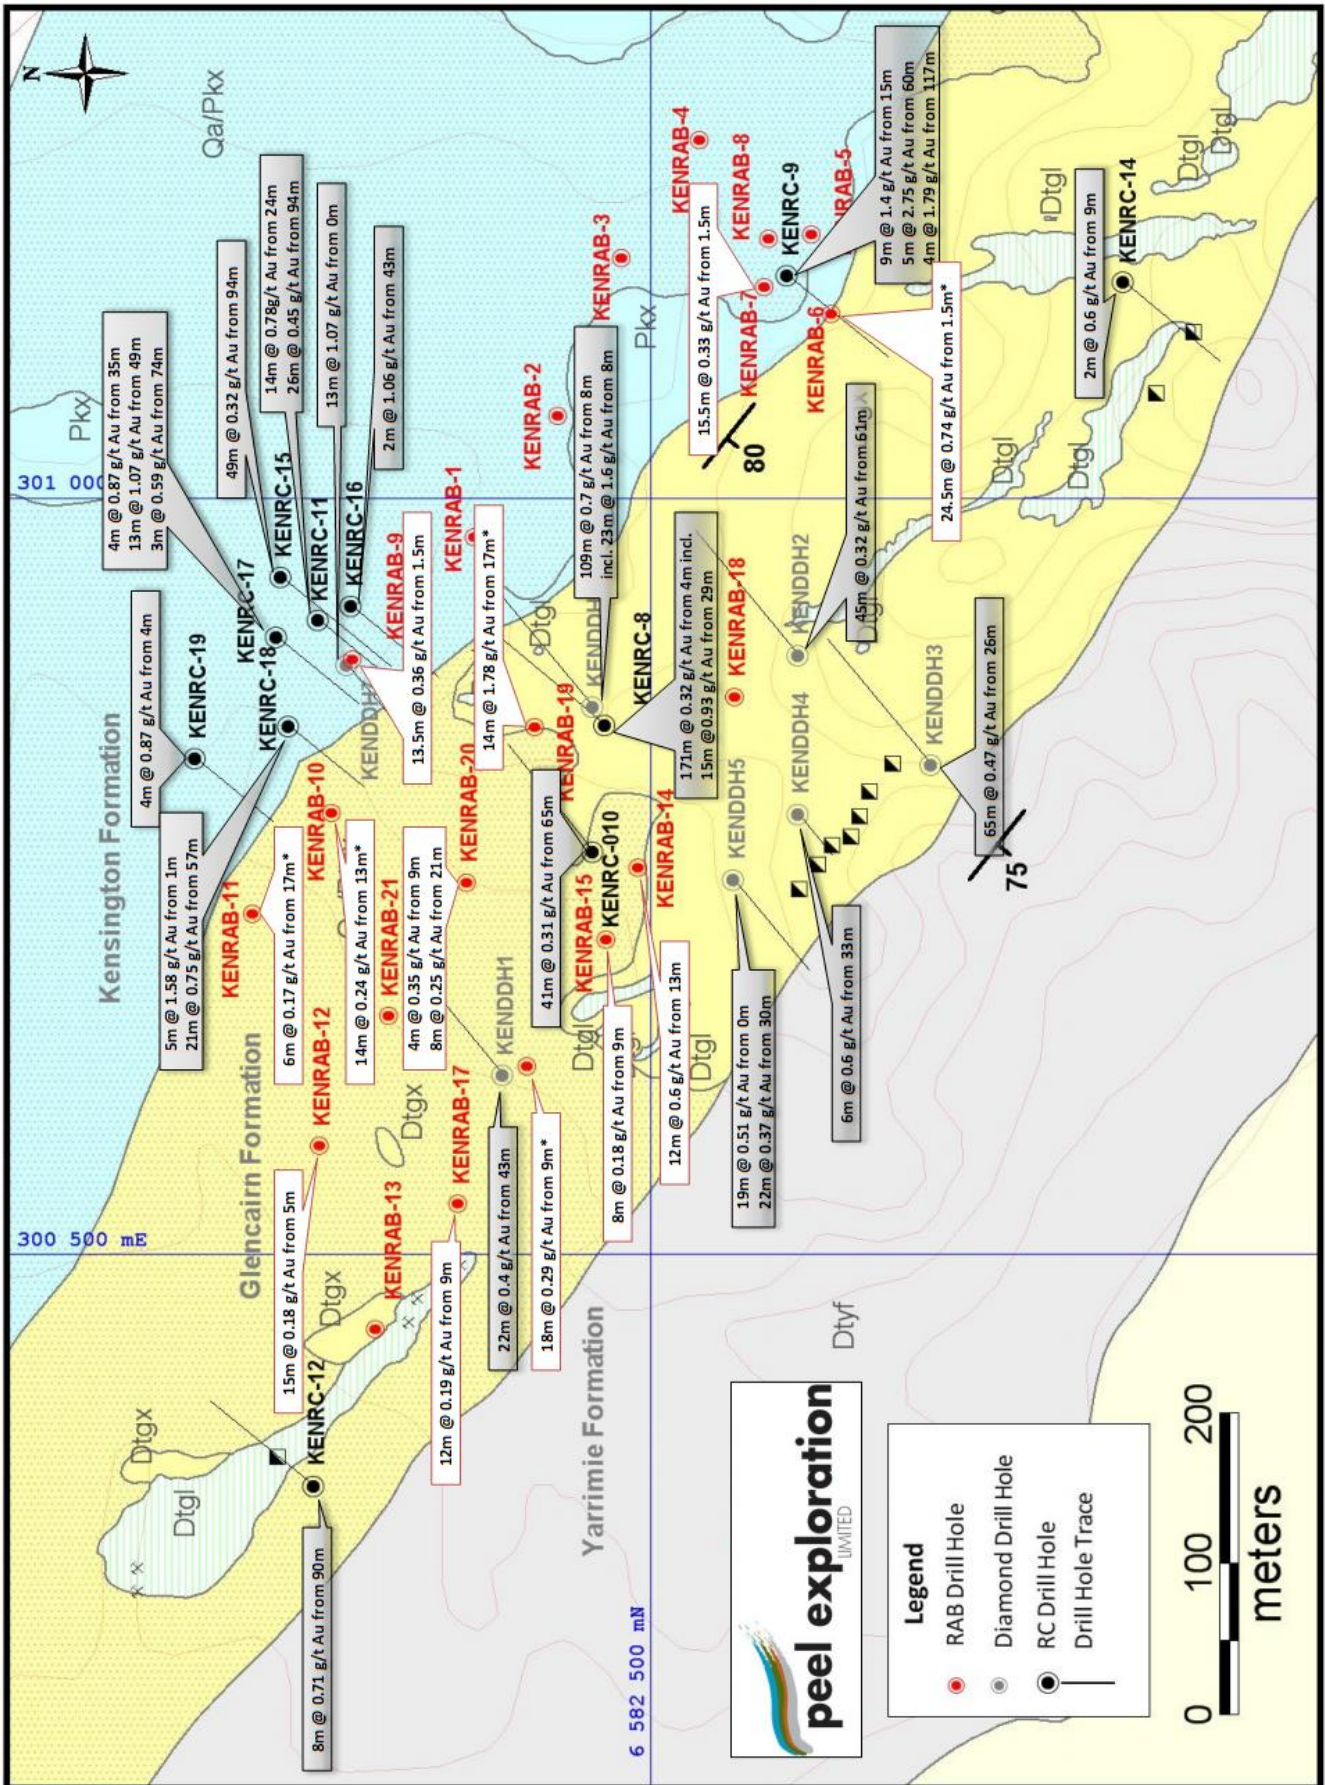 N
Qa/Pkx
Pkx
301 000
Kensington Formation
4m @ 0.87 g/t Au from 35m
13m @ 1.07 g/t Au from 49m
3m @ 0.59 g/t Au from 74m
49m @ 0.32 g/t Au from 94m
14m @ 0.78g/t Au from 24m
26m @ 0.45 g/t Au from 94m
13m @ 1.07 g/t Au from 0m
2m @ 1.06 g/t Au from 43m
4m @ 0.87 g/t Au from 4m
KENRC-19
KENRC-18
KENRC-17
KENRC-15
KENRC-11
KENRC-16
5m @ 1.58 g/t Au from 1m
21m @ 0.75 g/t Au from 57m
KENRAB-11
6m @ 0.17 g/t Au from 17m*
KENRAB-10
14m @ 0.24 g/t Au from 13m*
KENRAB-9
13.5m @ 0.36 g/t Au from 1.5m
KENRAB-1
14m @ 1.78 g/t Au from 17m*
KENRAB-2
KENRAB-3
KENRAB-4
KENRAB-8
KENRC-9
15.5m @ 0.33 g/t Au from 1.5m
KENRAB-7
KENRAB-6
9m @ 1.4 g/t Au from 15m
5m @ 2.75 g/t Au from 60m
4m @ 1.79 g/t Au from 117m
24.5m @ 0.74 g/t Au from 1.5m*
Pkx
80
Glencairn Formation
KENRAB-12
15m @ 0.18 g/t Au from 5m
KENRAB-21
4m @ 0.35 g/t Au from 9m
8m @ 0.25 g/t Au from 21m
KENRAB-20
KENRAB-19
Dtgl
109m @ 0.7 g/t Au from 8m
incl. 23m @ 1.6 g/t Au from 8m
KENRC-8
171m @ 0.32 g/t Au from 4m incl.
15m @0.93 g/t Au from 29m
KENRAB-18
KENDDH2
45m @ 0.32 g/t Au from 61m
300 500 mE
Dtgx
Dtgx
Dtgx
KENRAB-13
KENRAB-17
12m @ 0.19 g/t Au from 9m
KENDDH1
22m @ 0.4 g/t Au from 43m
18m @ 0.29 g/t Au from 9m*
41m @ 0.31 g/t Au from 65m
KENRAB-15
KENRC-010
Dtgl
8m @ 0.18 g/t Au from 9m
KENRAB-14
12m @ 0.6 g/t Au from 13m
Dtgl
KENDDH5
19m @ 0.51 g/t Au from 0m
22m @ 0.37 g/t Au from 30m
KENDDH4
6m @ 0.6 g/t Au from 33m
KENDDH3
65m @ 0.47 g/t Au from 26m
75
Dtgl
KENRC-12
8m @ 0.71 g/t Au from 90m
Dtgl
Dtgl
Dtgl
Dtgl
Dtgl
2m @ 0.6 g/t Au from 9m
KENRC-14
Yarrimie Formation
Dtyf
6 582 500 mN
peel exploration
LIMITED
Legend
RAB Drill Hole
Diamond Drill Hole
RC Drill Hole
Drill Hole Trace
0 100 200
meters